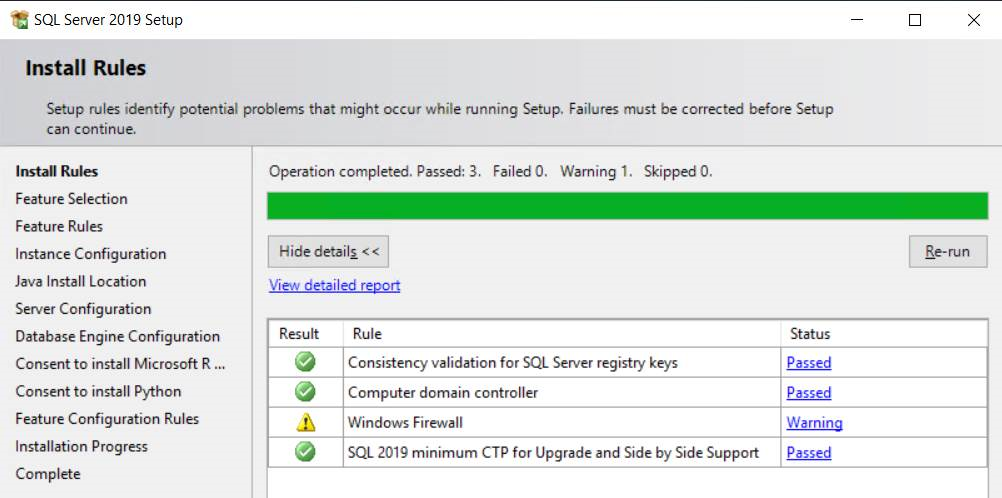 SQL Server 2019 Setup
Install Rules
Setup rules identify potential problems that might occur while running Setup. Failures must be corrected before Setup
can continue.
Install Rules
Feature Selection
Feature Rules
Instance Configuration
Java Install Location
Server Configuration
Database Engine Configuration
Consent to install Microsoft R ...
Consent to install Python
Feature Configuration Rules
Installation Progress
Complete
Operation completed. Passed: 3. Failed 0. Warning 1. Skipped 0.
Hide details << Re-run
View detailed report
Result Rule Status
Consistency validation for SQL Server registry keys Passed
Computer domain controller Passed
Windows Firewall Warning
SQL 2019 minimum CTP for Upgrade and Side by Side Support Passed